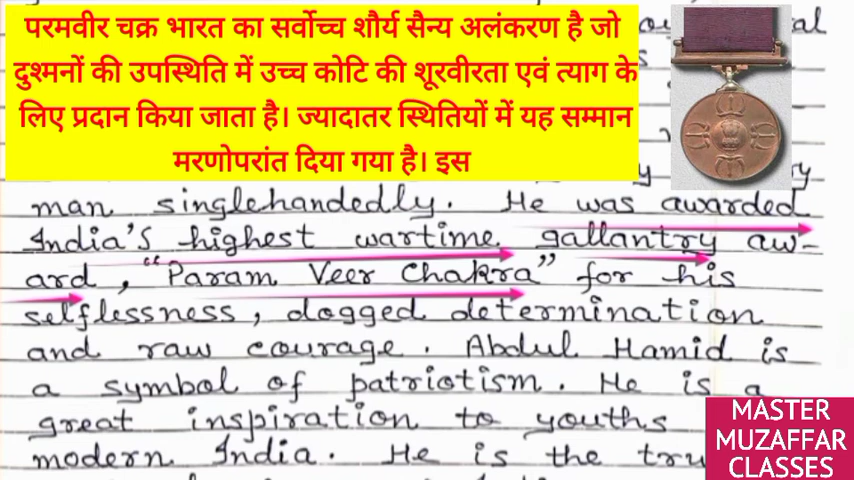 परमवीर चक्र भारत का सर्वोच्च शौर्य सैन्य अलंकरण है जो
दुश्मनों की उपस्थिति में उच्च कोटि की शूरवीरता एवं त्याग के
लिए प्रदान किया जाता है। ज्यादातर स्थितियों में यह सम्मान
मरणोपरांत दिया गया है। इस
man singlehandedly. He was awarded
India's highest wartime gallantry aw-
ard, "Param Veer Chakra" for his
selflessness, dogged determination
and raw courage. Abdul Hamid is
a symbol of patriotism. He is a
great inspiration to youths
modern India. He is the tru
MASTER
MUZAFFAR
CLASSES